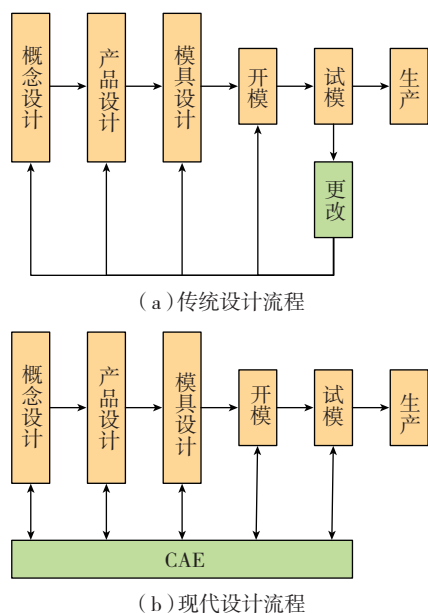 概念设计
产品设计
模具设计
开模
试模
生产
更改
(a)传统设计流程
概念设计
产品设计
模具设计
开模
试模
生产
CAE
(b)现代设计流程